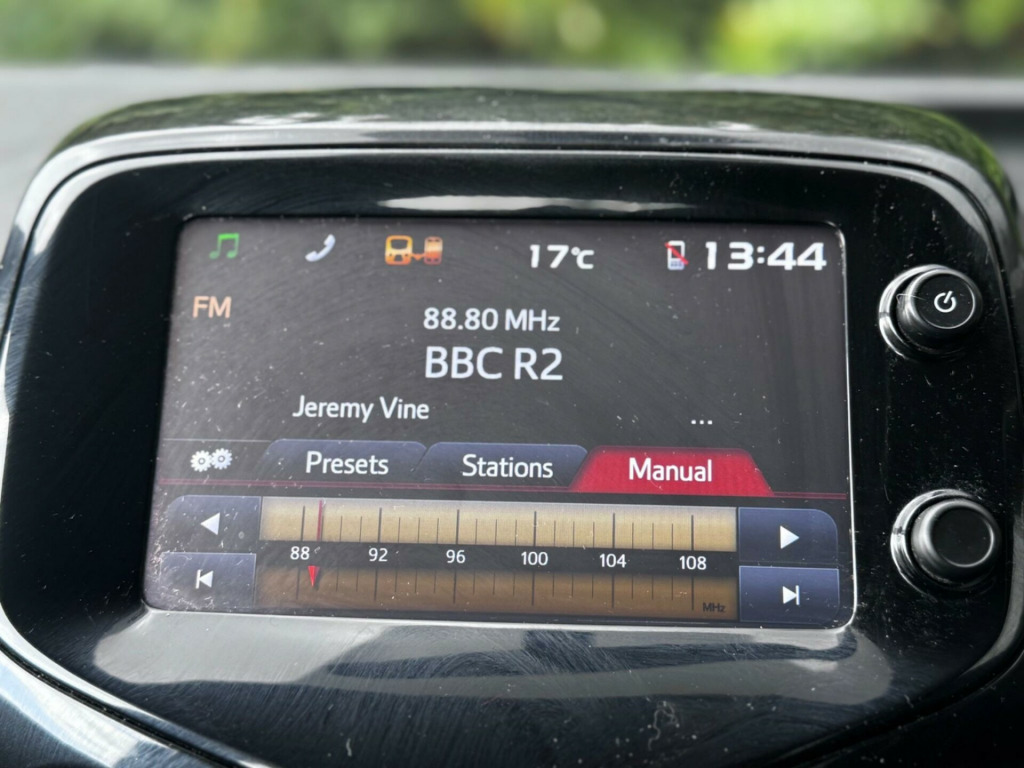 17°C 13:44
FM
88.80 MHz
BBC R2
Jeremy Vine ...
Presets Stations Manual
88 92 96 100 104 108
MHz